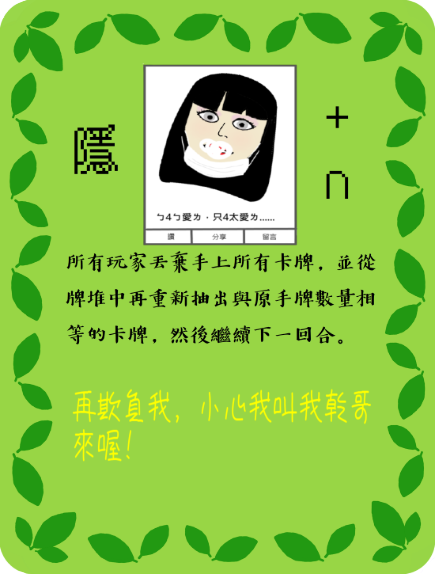 隱
+
n
ㄅ4ㄅ愛ㄌ・只4太愛ㄌ......
讚 分享 留言
所有玩家丟棄手上所有卡牌，並從
牌堆中再重新抽出與原手牌數量相
等的卡牌，然後繼續下一回合。
再欺負我，小心我叫我乾哥
來喔！